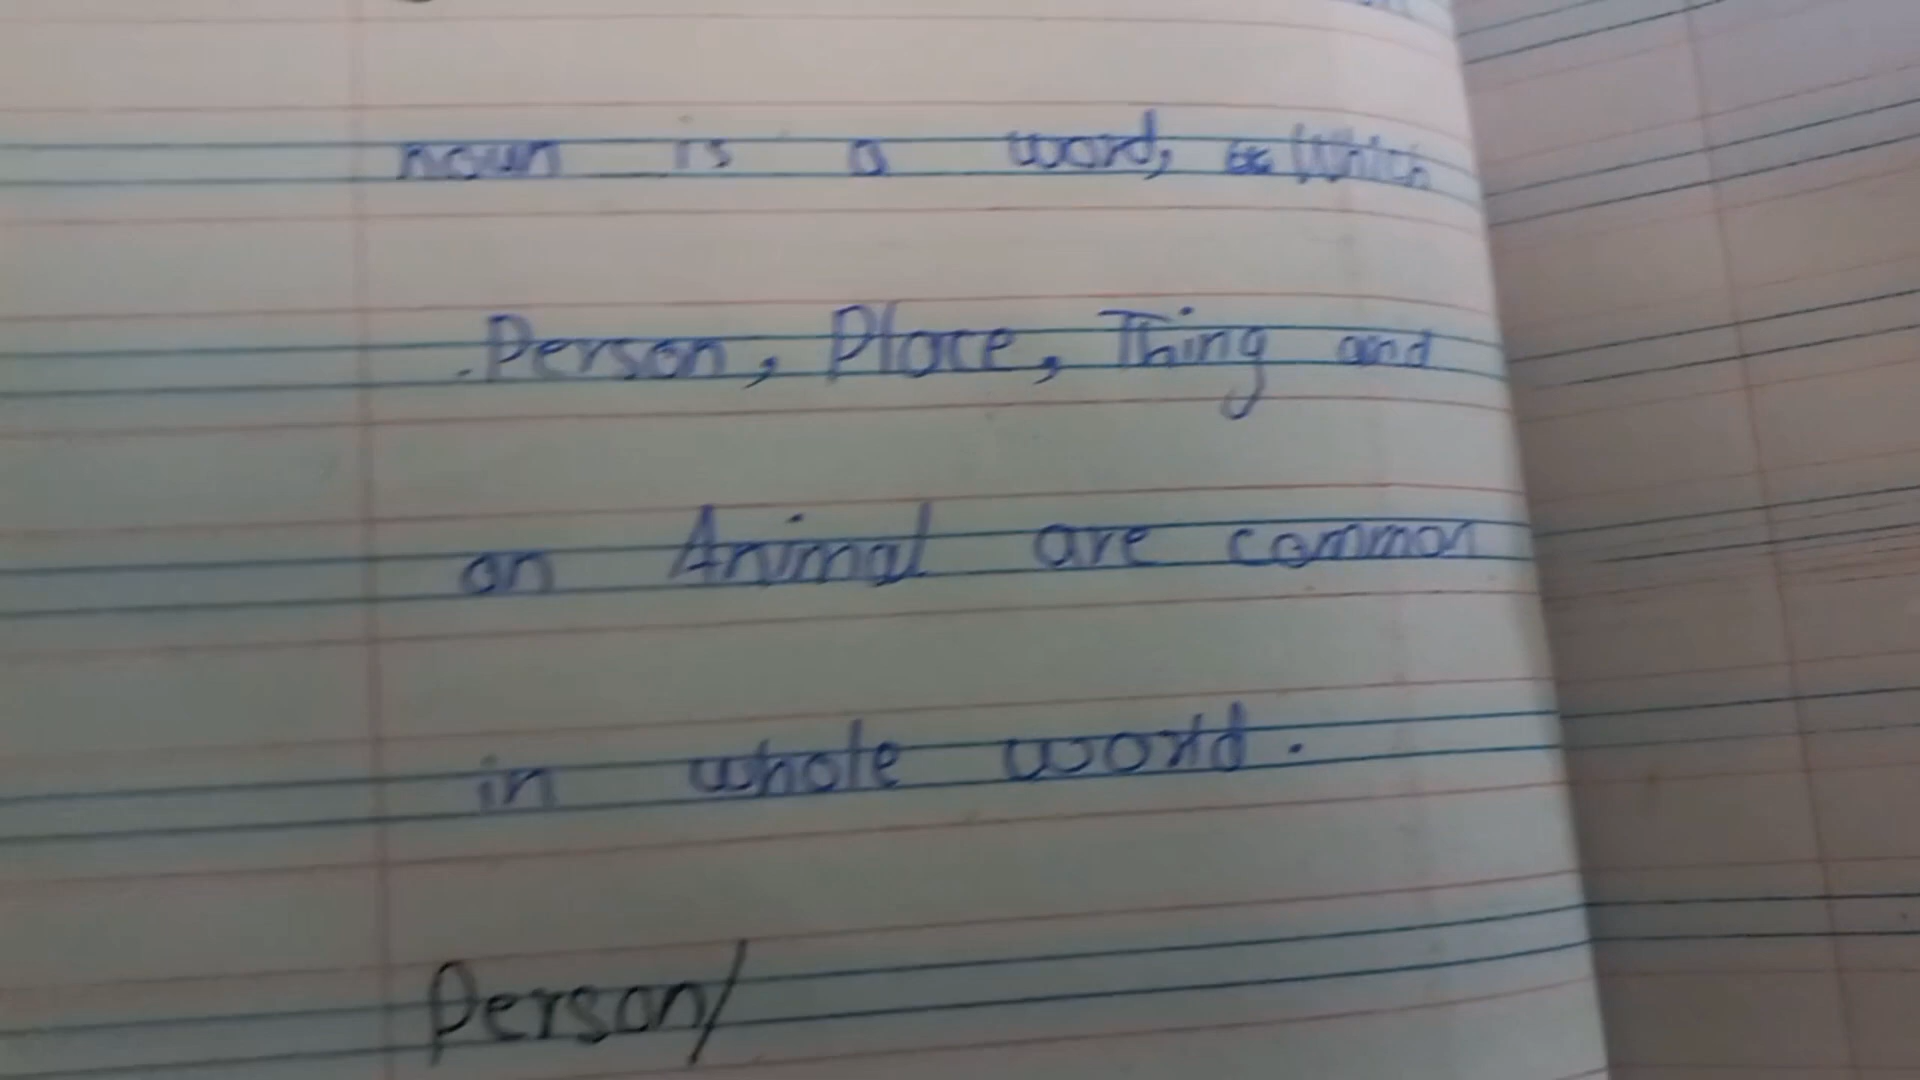 noun is a word, Which
Person, Place, Thing and
an Animal are common
in whole world.
Person/